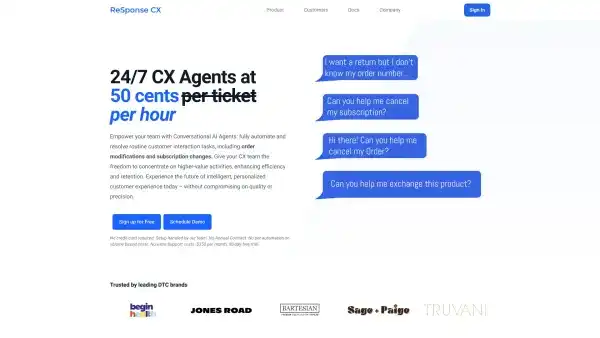 ReSponse CX
Product
Customers
Docs
Company
Sign In
24/7 CX Agents at
50 cents per ticket
per hour
Empower your team with Conversational AI Agents: fully automate and
resolve routine customer interaction tasks, including order
modifications and subscription changes. Give your CX team the
freedom to concentrate on higher-value activities, enhancing efficiency
and retention. Experience the future of intelligent, personalized
customer experience today – without compromising on quality or
precision.
Sign up for Free
Schedule Demo
I want a return but I don't
know my order number...
Can you help me cancel
my subscription?
Hi there! Can you help me
cancel my Order?
Can you help me exchange this product?
Trusted by leading DTC brands
begin
health
JONES ROAD
BARTESIAN
Sage + Paige
TRUVANI